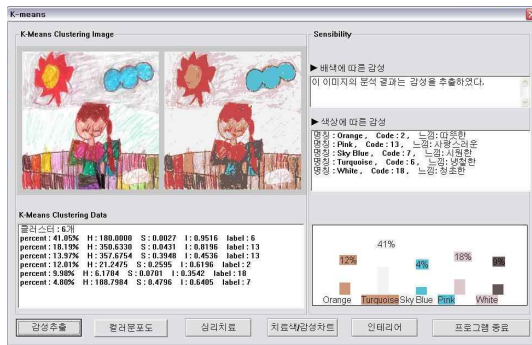 K-means
K-Means Clustering Image
Sensibility
▶ 배색에 따른 감성
이 이미지의 분석 결과는 감성을 추출하였다.
▶ 색상에 따른 감성
명칭 : Orange , Code : 2 , 느낌: 따뜻한
명칭 : Pink , Code : 13 , 느낌: 사랑스러운
명칭 : Sky Blue , Code : 7 , 느낌: 시원한
명칭 : Turquoise , Code : 6 , 느낌: 냉철한
명칭 : White , Code : 18 , 느낌: 청초한
K-Means Clustering Data
클러스터 : 6개
percent : 41.05% H : 180.0000 S : 0.0027 I : 0.9516 label : 6
percent : 18.19% H : 350.6330 S : 0.0431 I : 0.8196 label : 13
percent : 13.97% H : 357.6754 S : 0.3948 I : 0.4536 label : 13
percent : 12.01% H : 21.2475 S : 0.2595 I : 0.6196 label : 2
percent : 9.98% H : 6.1784 S : 0.0701 I : 0.3542 label : 18
percent : 4.80% H : 188.7984 S : 0.4796 I : 0.6405 label : 7
12% 41% 4% 18% 9%
Orange Turquoise Sky Blue Pink White
감성추출 컬러분포도 심리치료 치료색/감성차트 인테리어 프로그램 종료